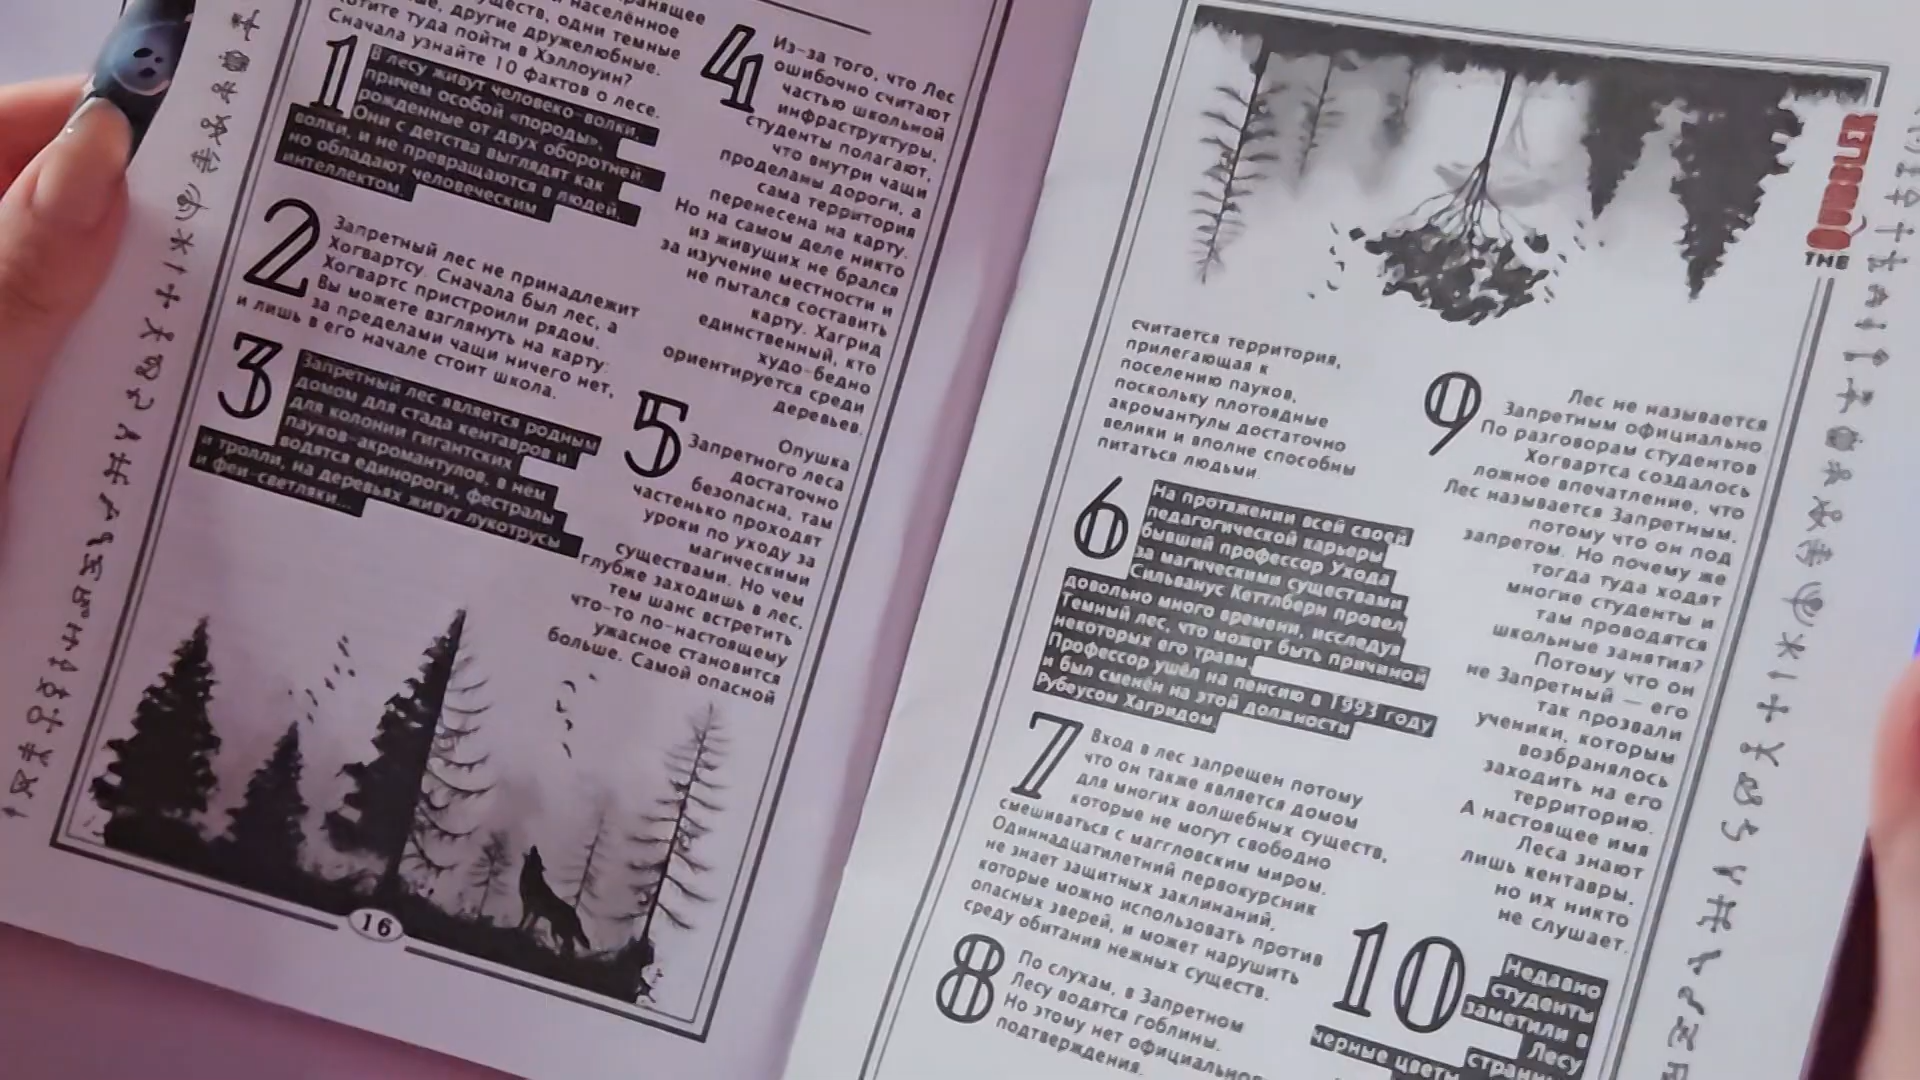 населённое
существ, одни темные
другие дружелюбные.
Хотите туда пойти в Хэллоуин?
Сначала узнайте 10 фактов о лесе.
1
В лесу живут человеко-волки,
причем особой «породы»,
рожденные от двух оборотней.
Они с детства выглядят как
волки, и не превращаются в людей,
но обладают человеческим
интеллектом.
2
Запретный лес не принадлежит
Хогвартсу. Сначала был лес, а
Хогвартс пристроили рядом.
Вы можете взглянуть на карту:
за пределами чащи ничего нет,
и лишь в его начале стоит школа.
3
Запретный лес является родным
домом для стада кентавров и
для колонии гигантских
пауков-акромантулов, в нём
водятся единороги, фестралы
и тролли, на деревьях живут лукотрусы
и феи-светляки...
4
Из-за того, что Лес
ошибочно считают
частью школьной
инфраструктуры,
студенты полагают,
что внутри чащи
проделаны дороги, а
сама территория
перенесена на карту.
Но на самом деле никто
из живущих не брался
за изучение местности и
не пытался составить
карту. Хагрид
единственный, кто
худо-бедно
ориентируется среди
деревьев.
5
Опушка
Запретного леса
достаточно
безопасна, там
частенько проходят
уроки по уходу за
магическими
существами. Но чем
глубже заходишь в лес,
тем шанс встретить
что-то по-настоящему
ужасное становится
больше. Самой опасной
16
THE
QUIBBLER
считается территория,
прилегающая к
поселению пауков,
поскольку плотоядные
акромантулы достаточно
велики и вполне способны
питаться людьми.
6
На протяжении всей своей
педагогической карьеры
бывший профессор Ухода
за магическими существами
Сильванус Кеттлберн провел
довольно много времени, исследуя
Темный лес, что может быть причиной
некоторых его травм.
Профессор ушёл на пенсию в 1993 году
и был сменён на этой должности
Рубеусом Хагридом.
7
Вход в лес запрещен потому
что он также является домом
для многих волшебных существ,
которые не могут свободно
смешиваться с маггловским миром.
Одиннадцатилетний первокурсник
не знает защитных заклинаний,
которые можно использовать против
опасных зверей, и может нарушить
среду обитания нежных существ.
8
По слухам, в Запретном
Лесу водятся гоблины.
Но этому нет официального
подтверждения.
9
Лес не называется
Запретным официально
По разговорам студентов
Хогвартса создалось
ложное впечатление, что
Лес называется Запретным,
потому что он под
запретом. Но почему же
тогда туда ходят
многие студенты и
там проводятся
школьные занятия?
Потому что он
не Запретный — его
так прозвали
ученики, которым
возбранялось
заходить на его
территорию.
А настоящее имя
Леса знают
лишь кентавры,
но их никто
не слушает.
10
Недавно
студенты
заметили в
Лесу
черные цветы